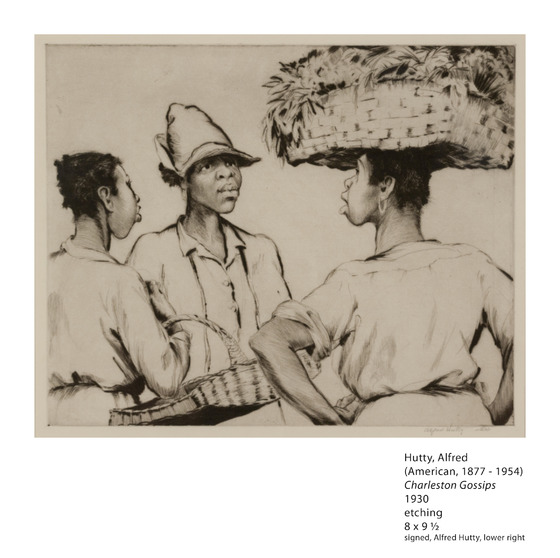 Hutty, Alfred
(American, 1877 - 1954)
Charleston Gossips
1930
etching
8 x 9 ½
signed, Alfred Hutty, lower right